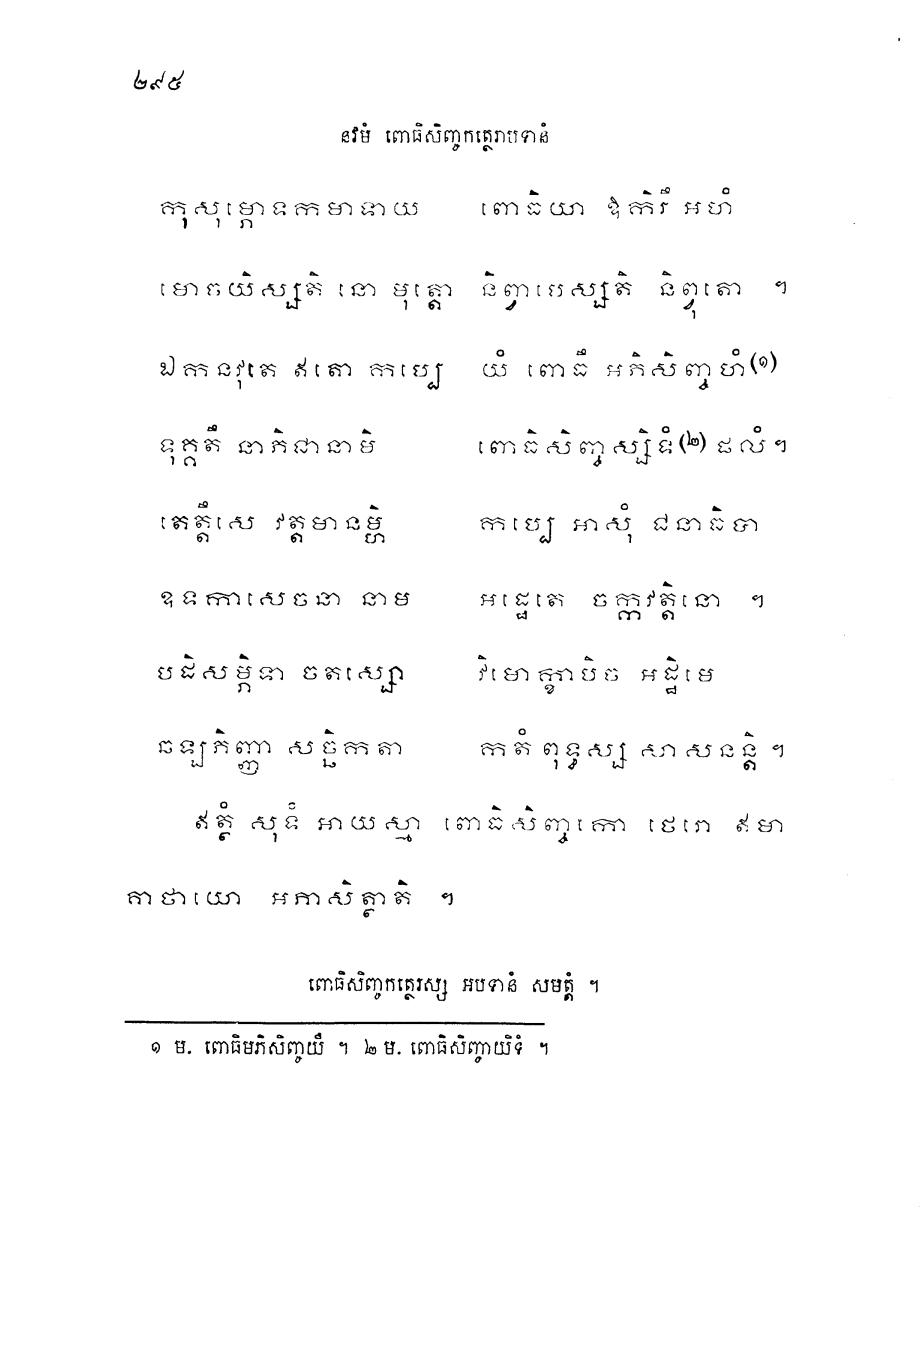 ២៩៥
នវមំ ពោធិសិញ្ចកត្ថេរាបទានំ
កុសុម្ភោទកមាទាយ ពោធិយា ឱកិរឹ អហំ
មោចយិស្សតិ នោ មុត្តោ និព្វាបេស្សតិ និព្វុតោ ។
ឯកនវុតេ ឥតោ កប្បេ យំ ពោធឹ អភិសិញ្ចហំ(១)
ទុគ្គតឹ នាភិជានាមិ ពោធិសិញ្ចស្សិទំ(២) ផលំ។
តេត្តឹសេ វត្តមានម្ហិ កប្បេ អាសុំ ជនាធិបា
ឧទកាសេចនា នាម អដ្ឋេតេ ចក្កវត្តិនោ ។
បដិសម្ភិទា ចតស្សោ វិមោក្ខាបិច អដ្ឋិមេ
ឆឡភិញ្ញា សច្ឆិកតា កតំ ពុទ្ធស្ស សាសនន្តិ ។
ឥត្ថំ សុទំ អាយស្មា ពោធិសិញ្ចកោ ថេរោ ឥមា
គាថាយោ អភាសិត្ថាតិ ។
ពោធិសិញ្ចកត្ថេរស្ស អបទានំ សមត្តំ ។
១ ម. ពោធិមភិសិញ្ចយឹ ។ ២ ម. ពោធិសិញ្ចាយិទំ ។